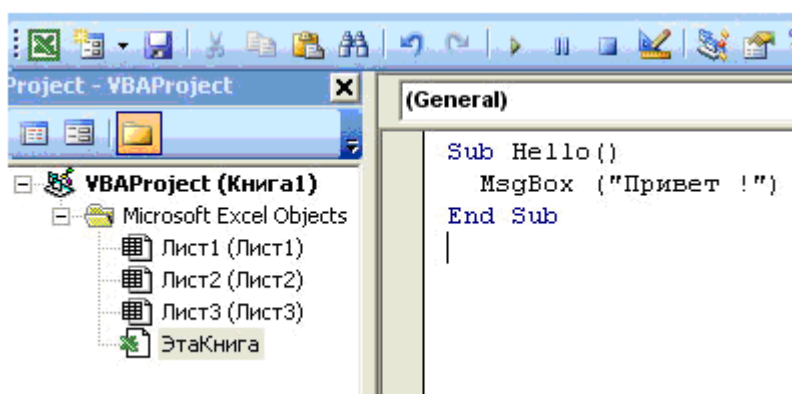 Project - VBAProject
(General)
VBAProject (Книга1)
Microsoft Excel Objects
Лист1 (Лист1)
Лист2 (Лист2)
Лист3 (Лист3)
ЭтаКнига
Sub Hello()
MsgBox ("Привет !")
End Sub